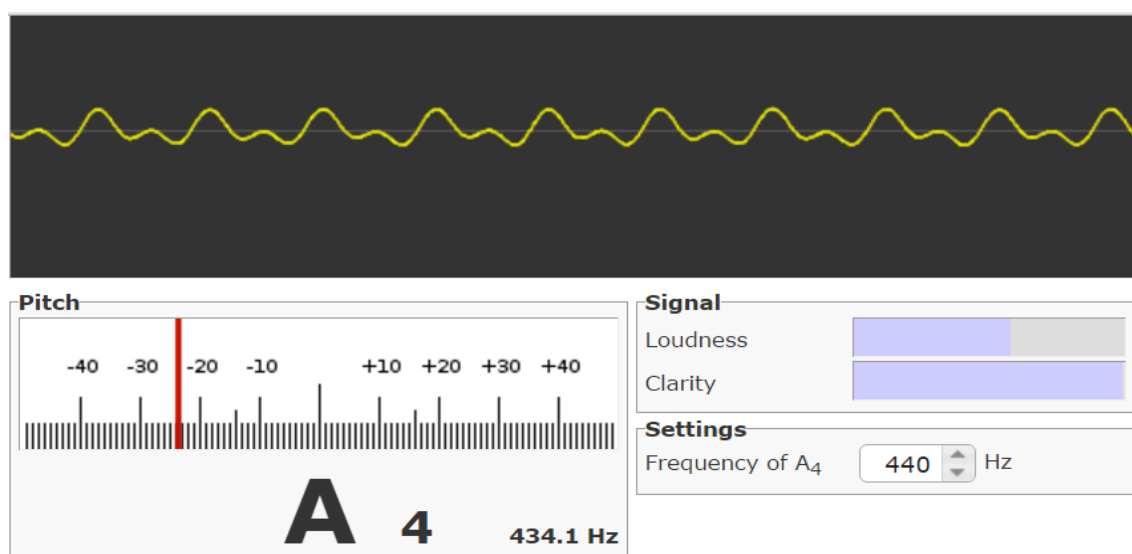 Pitch
-40 -30 -20 -10 +10 +20 +30 +40
A 4 434.1 Hz
Signal
Loudness
Clarity
Settings
Frequency of A4 440 Hz